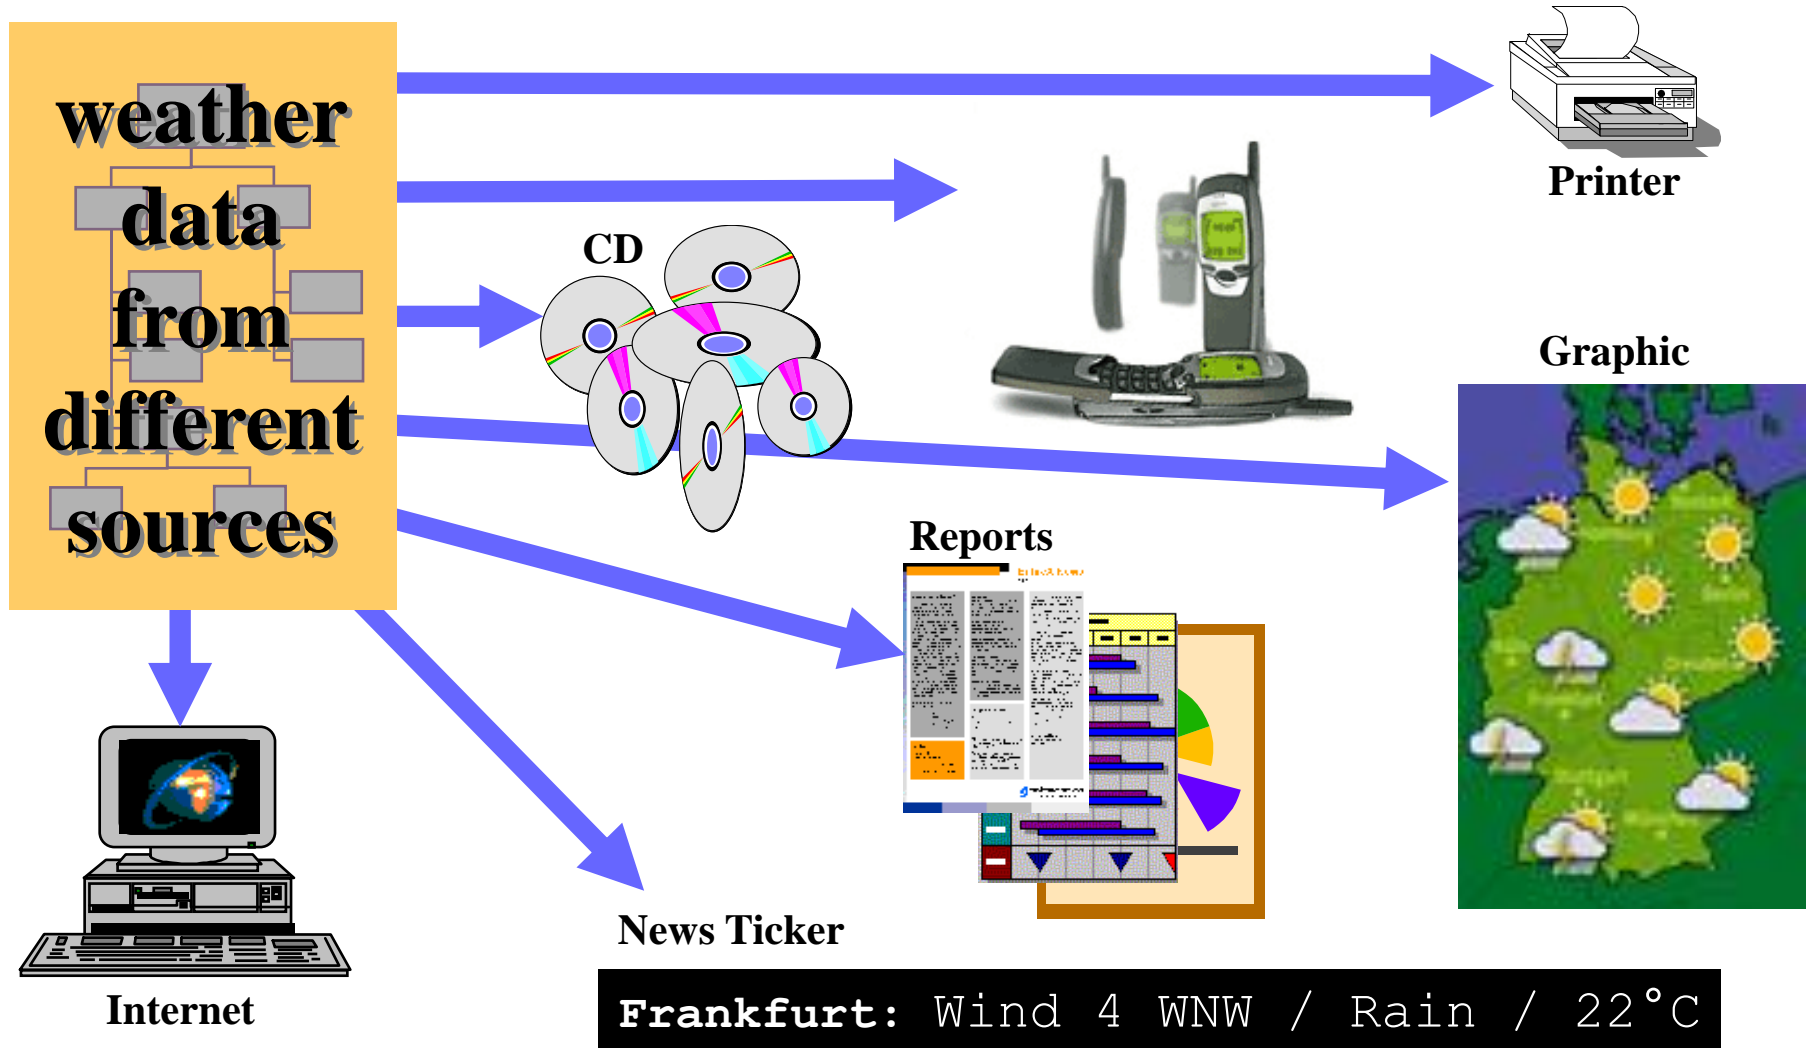 weather
data
from
different
sources
Printer
CD
Graphic
Reports
News Ticker
Internet
Frankfurt: Wind 4 WNW / Rain / 22°C